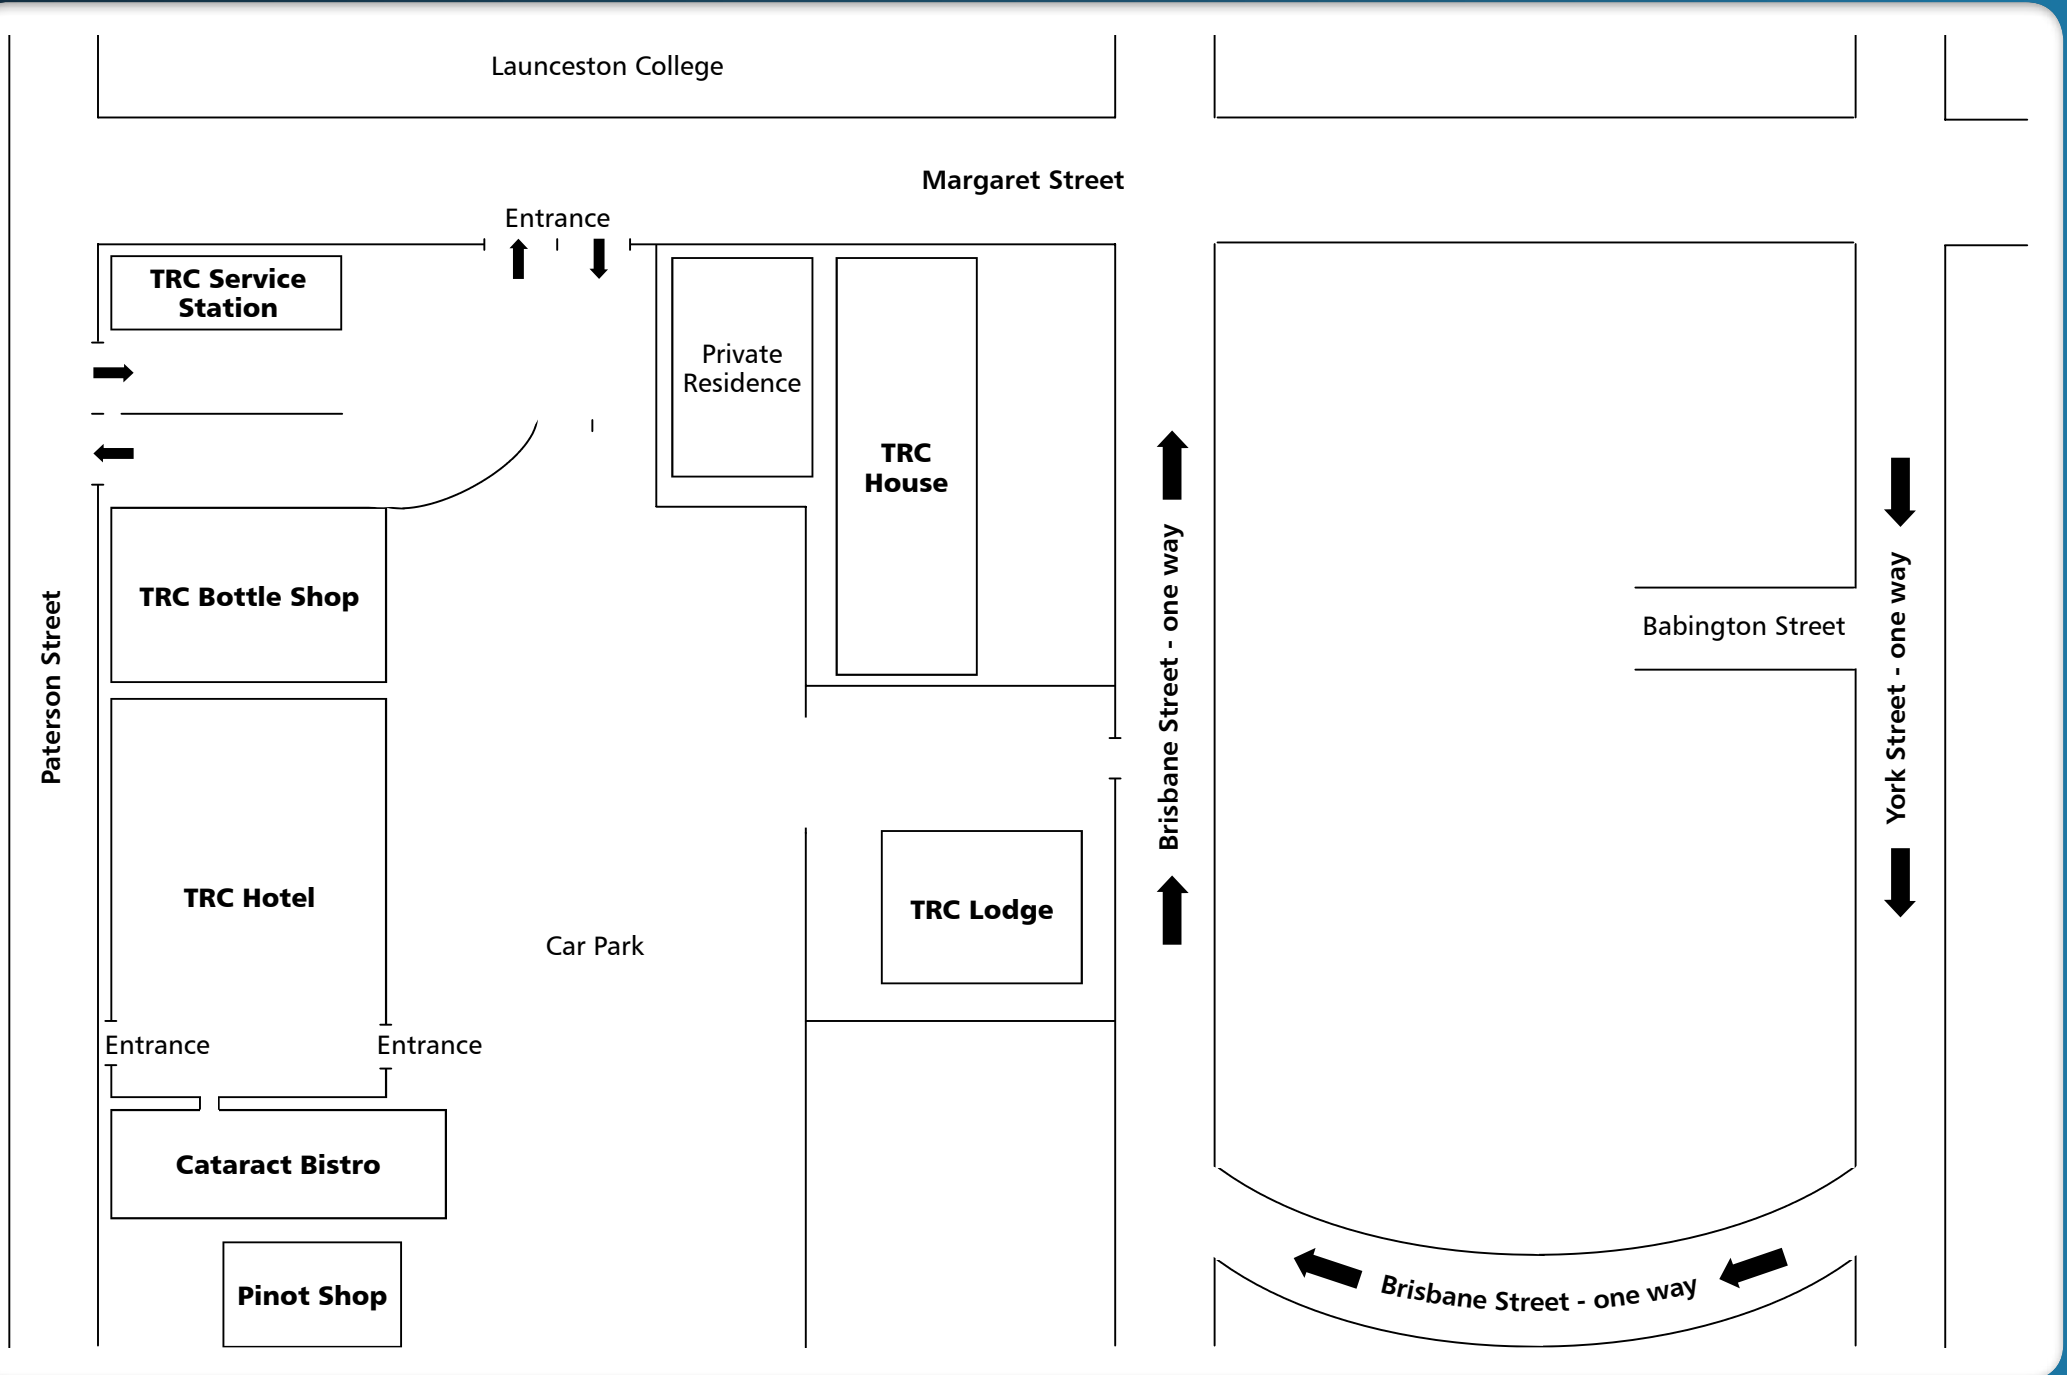 Launceston College
Margaret Street
Entrance
TRC Service
Station
Private
Residence
TRC
House
TRC Bottle Shop
Paterson Street
Brisbane Street - one way
Babington Street
York Street - one way
TRC Hotel
TRC Lodge
Car Park
Entrance
Entrance
Cataract Bistro
Pinot Shop
Brisbane Street - one way